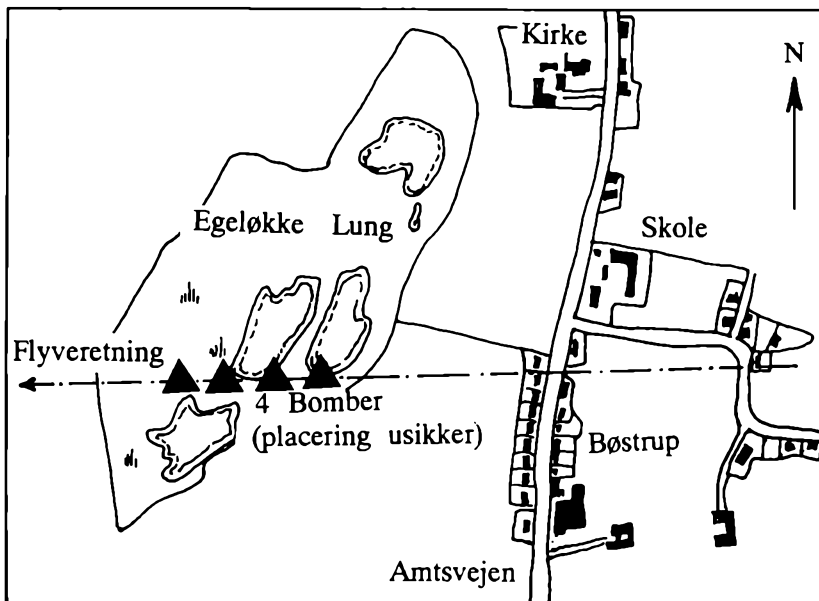 Kirke
N
Egeløkke Lung
Skole
Flyveretning
4 Bomber
(placering usikker)
Bøstrup
Amtsvejen